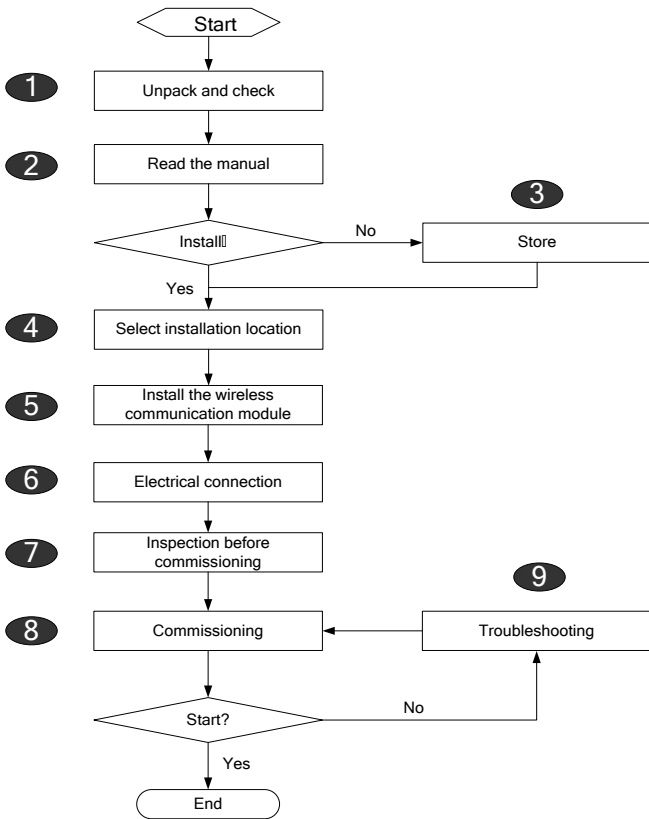 Start
1
Unpack and check
2
Read the manual
3
Install
No
Store
Yes
4
Select installation location
5
Install the wireless
communication module
6
Electrical connection
7
Inspection before
commissioning
9
8
Commissioning
Troubleshooting
Start?
No
Yes
End